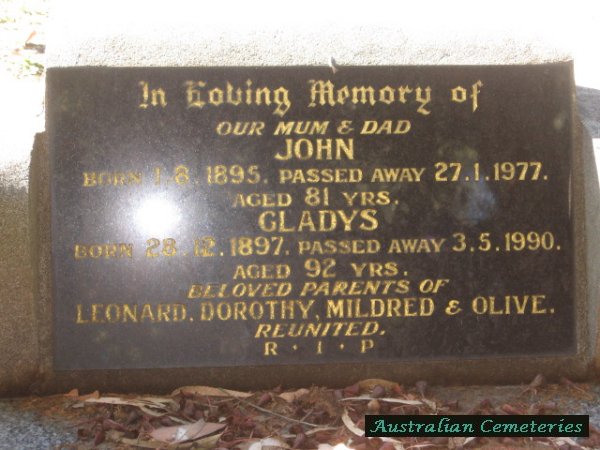 In Loving Memory of
OUR MUM & DAD
JOHN
BORN 1.8.1895. PASSED AWAY 27.1.1977.
AGED 81 YRS.
GLADYS
BORN 28.12.1897. PASSED AWAY 3.5.1990.
AGED 92 YRS.
BELOVED PARENTS OF
LEONARD, DOROTHY, MILDRED & OLIVE.
REUNITED.
R · I · P
Australian Cemeteries